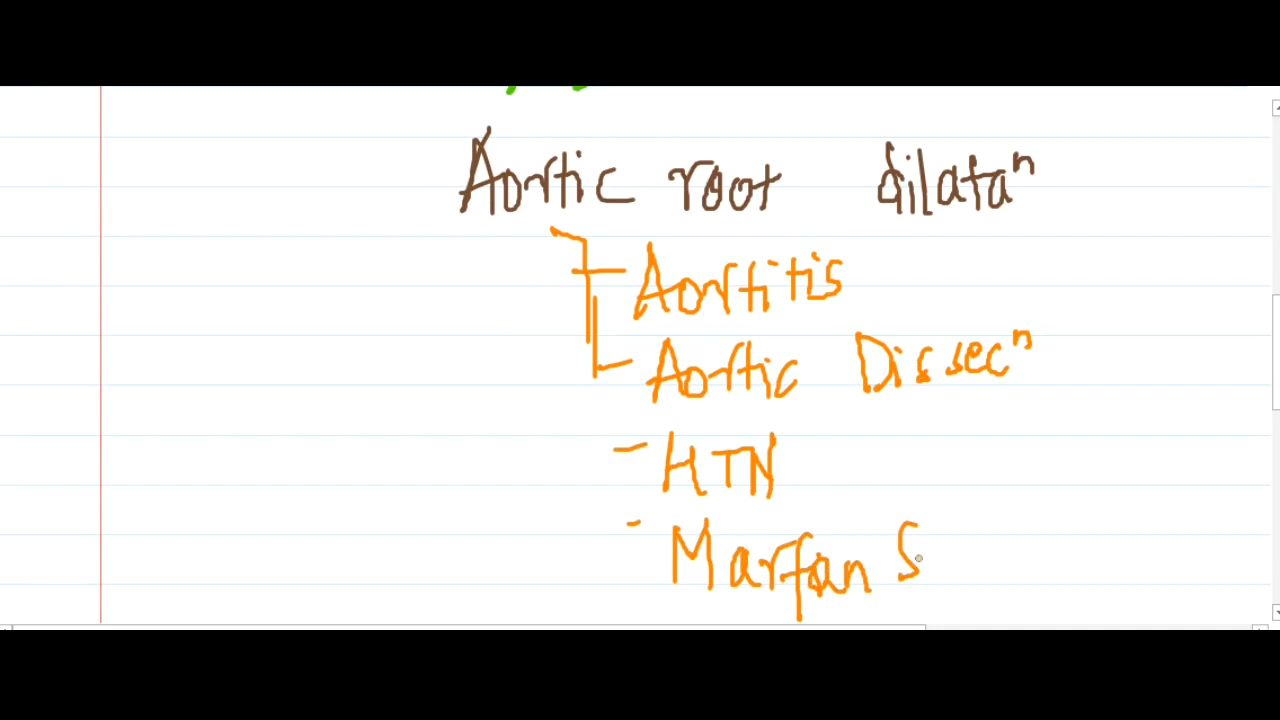 Aortic root dilataⁿ
- Aortitis
- Aortic Dissecⁿ
- HTN
- Marfan S